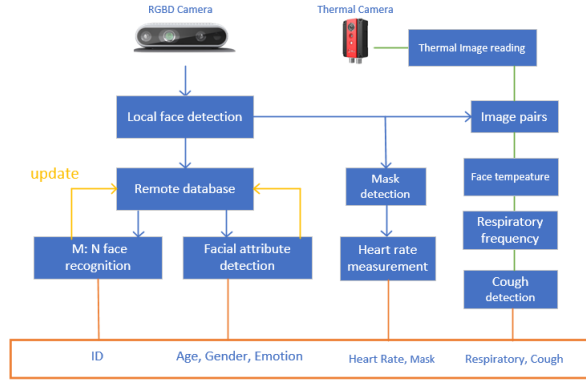 RGBD Camera
Thermal Camera
Thermal Image reading
Local face detection
Image pairs
update
Remote database
Mask
detection
Face tempeature
M: N face
recognition
Facial attribute
detection
Heart rate
measurement
Respiratory
frequency
Cough
detection
ID
Age, Gender, Emotion
Heart Rate, Mask
Respiratory, Cough